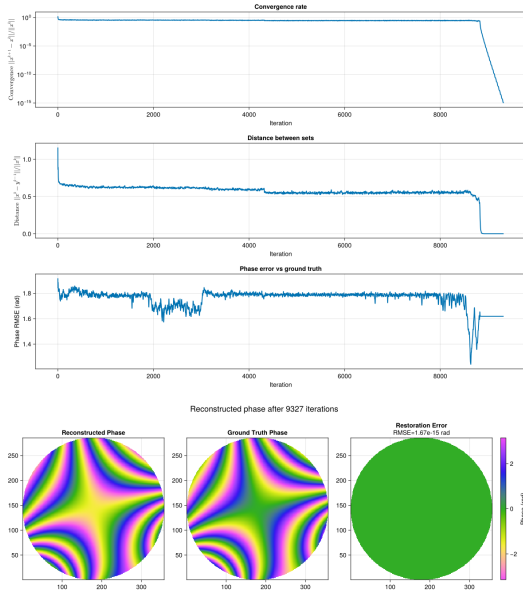 Convergence rate
Convergence ||x^{k+1} − x^k||/||x^k||
10^0
10^{−5}
10^{−10}
10^{−15}
0 2000 4000 6000 8000
Iteration
Distance between sets
1.0
0.5
0.0
0 2000 4000 6000 8000
Iteration
Phase error vs ground truth
Phase RMSE (rad)
1.8
1.6
1.4
0 2000 4000 6000 8000
Iteration
Reconstructed phase after 9327 iterations
Reconstructed Phase
250
200
150
100
50
100 200 300
Ground Truth Phase
250
200
150
100
50
100 200 300
Restoration Error
RMSE=1.67e-15 rad
250
200
150
100
50
100 200 300
2
0
−2